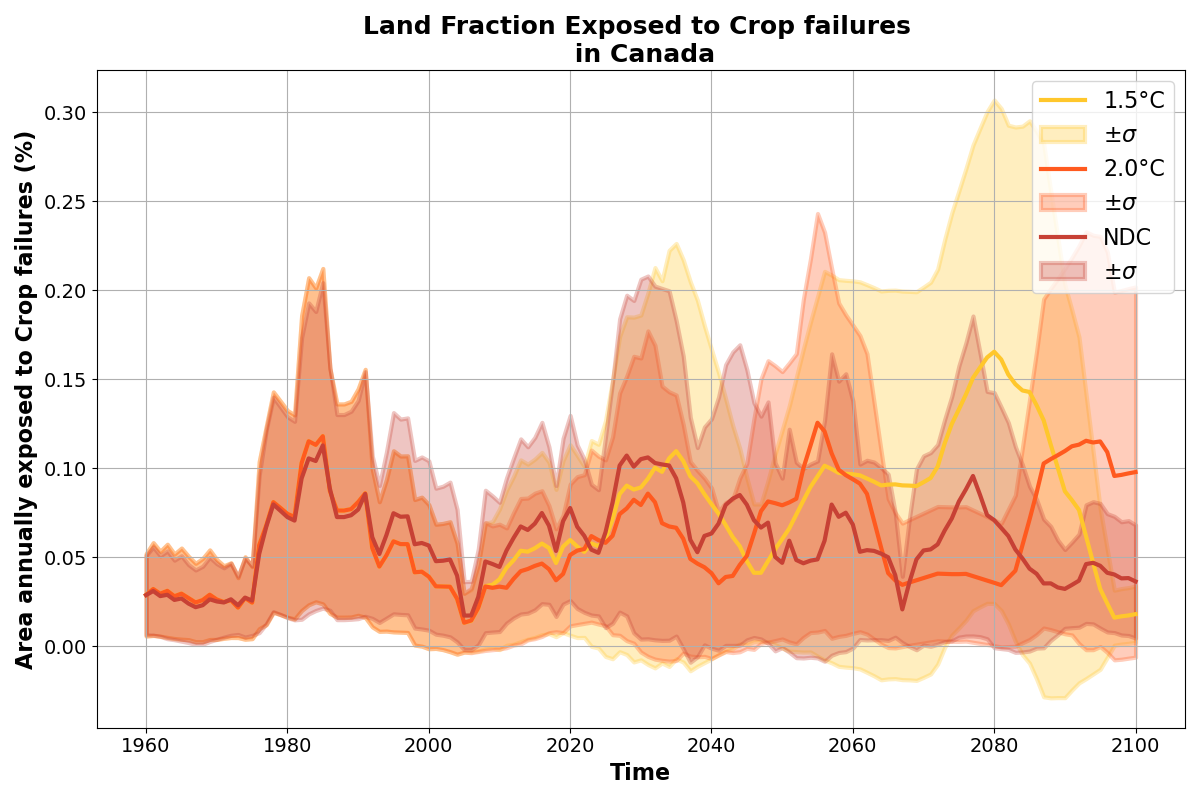 Land Fraction Exposed to Crop failures
in Canada
Area annually exposed to Crop failures (%)
0.30
0.25
0.20
0.15
0.10
0.05
0.00
1.5°C
±σ
2.0°C
±σ
NDC
±σ
1960
1980
2000
2020
2040
2060
2080
2100
Time